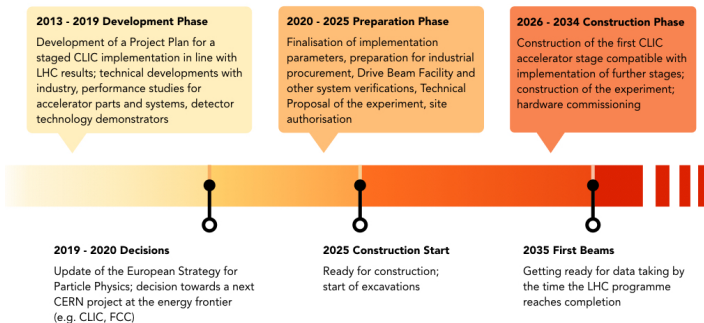 2013 - 2019 Development Phase
Development of a Project Plan for a
staged CLIC implementation in line with
LHC results; technical developments with
industry, performance studies for
accelerator parts and systems, detector
technology demonstrators
2020 - 2025 Preparation Phase
Finalisation of implementation
parameters, preparation for industrial
procurement, Drive Beam Facility and
other system verifications, Technical
Proposal of the experiment, site
authorisation
2026 - 2034 Construction Phase
Construction of the first CLIC
accelerator stage compatible with
implementation of further stages;
construction of the experiment;
hardware commissioning
2019 - 2020 Decisions
Update of the European Strategy for
Particle Physics; decision towards a next
CERN project at the energy frontier
(e.g. CLIC, FCC)
2025 Construction Start
Ready for construction;
start of excavations
2035 First Beams
Getting ready for data taking by
the time the LHC programme
reaches completion